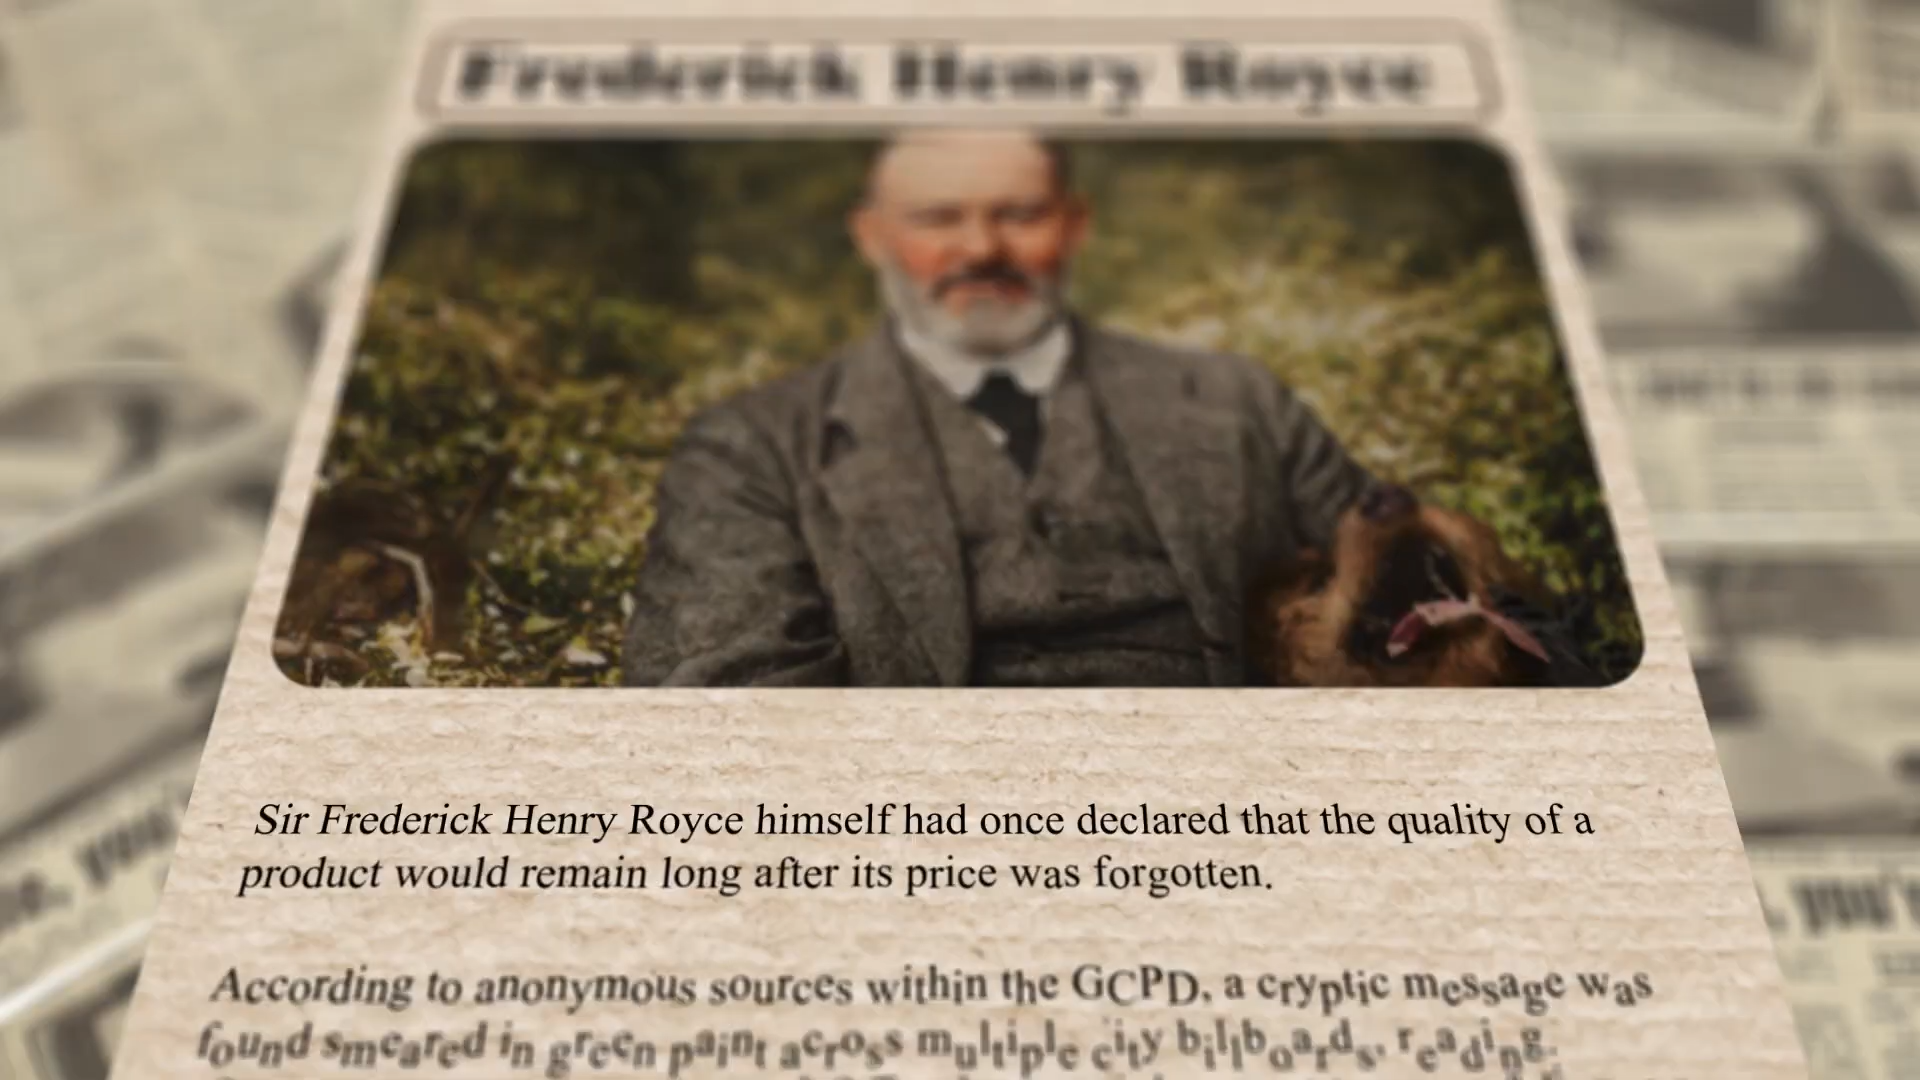 Frederick Henry Royce
Sir Frederick Henry Royce himself had once declared that the quality of a
product would remain long after its price was forgotten.
According to anonymous sources within the GCPD, a cryptic message was
found smeared in green paint across multiple city billboards, reading: